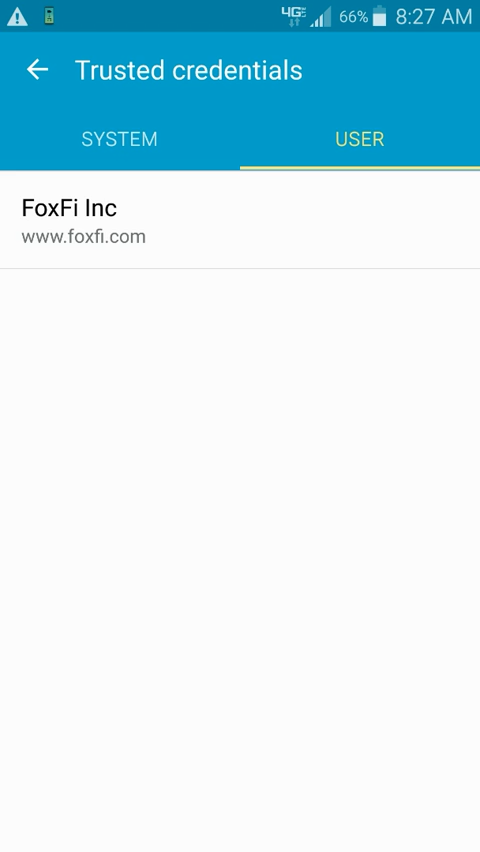 4G 66% 8:27 AM
Trusted credentials
SYSTEM USER
FoxFi Inc
www.foxfi.com